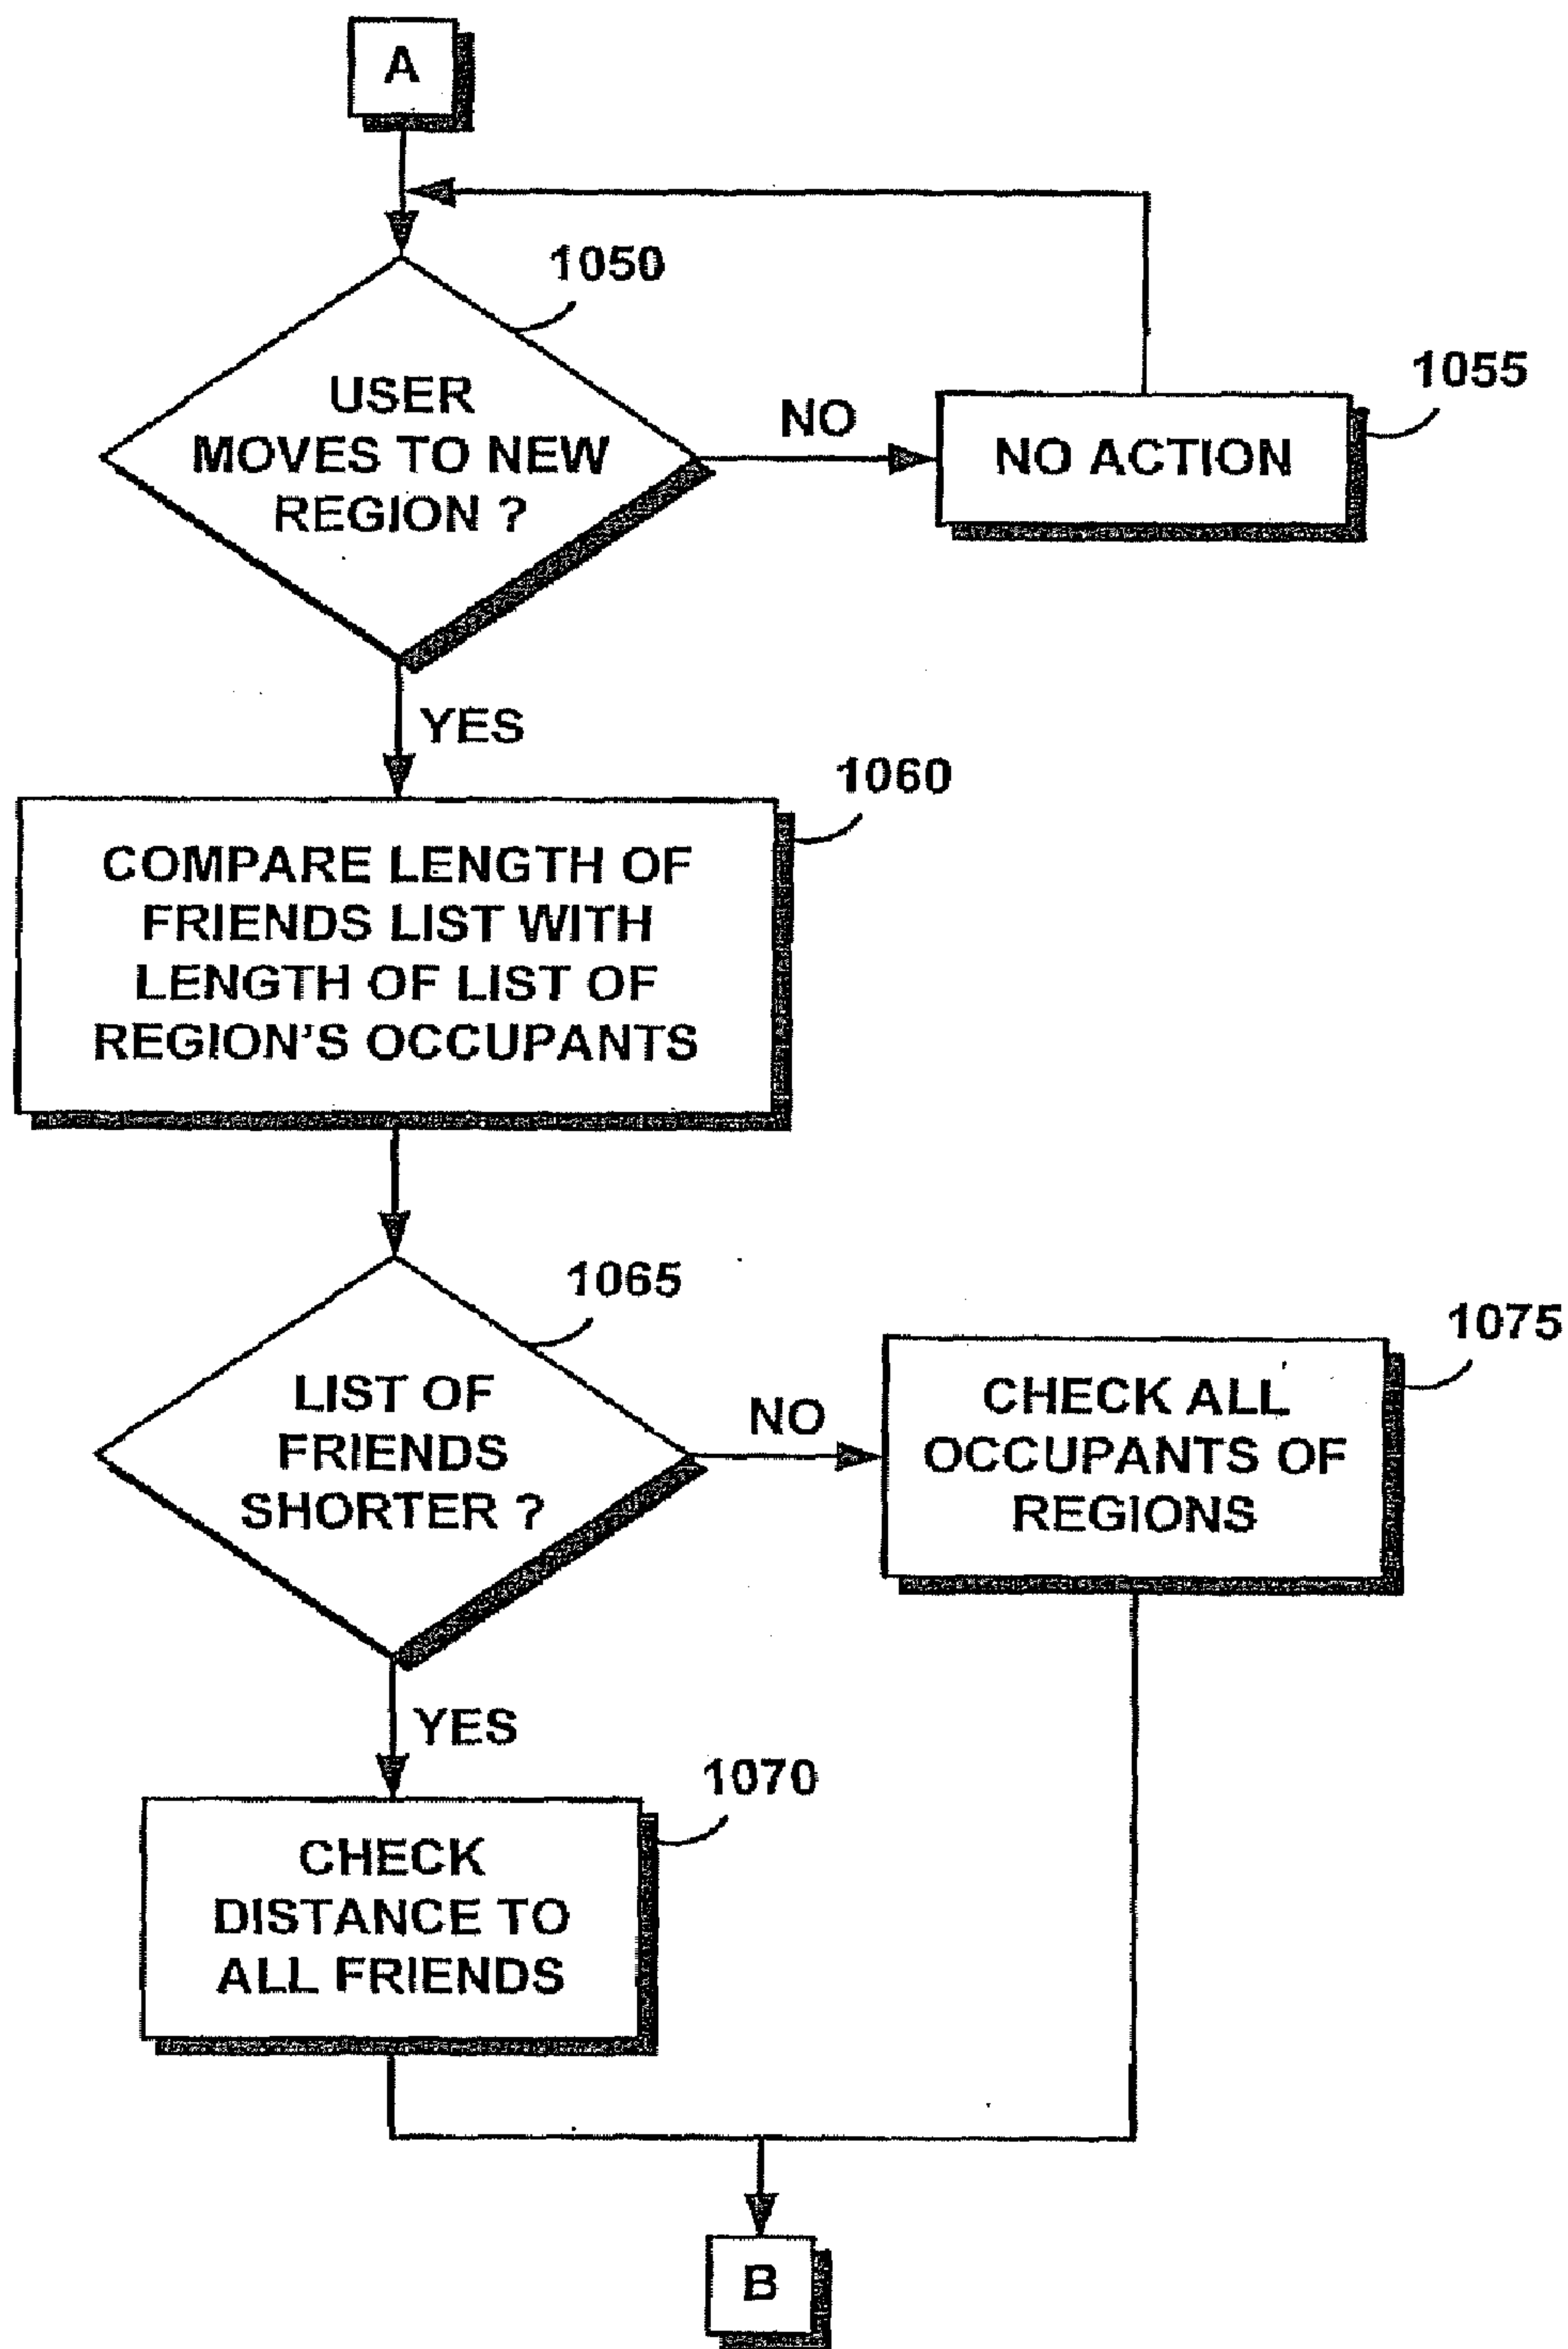 A
1050
USER
MOVES TO NEW
REGION ?
NO
1055
NO ACTION
YES
1060
COMPARE LENGTH OF
FRIENDS LIST WITH
LENGTH OF LIST OF
REGION'S OCCUPANTS
1065
LIST OF
FRIENDS
SHORTER ?
NO
1075
CHECK ALL
OCCUPANTS OF
REGIONS
YES
1070
CHECK
DISTANCE TO
ALL FRIENDS
B